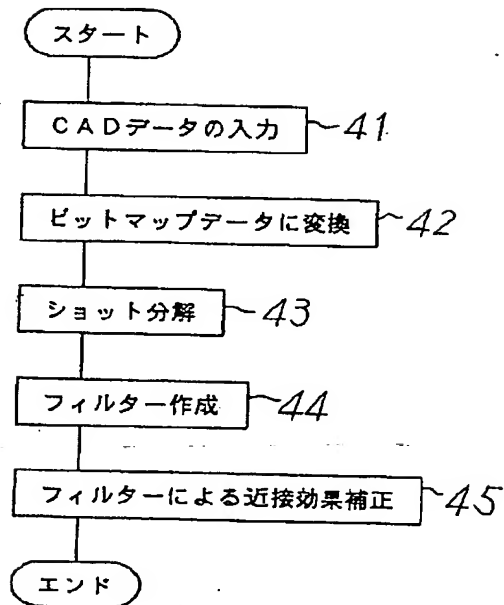 スタート
CADデータの入力 41
ビットマップデータに変換 42
ショット分解 43
フィルター作成 44
フィルターによる近接効果補正 45
エンド